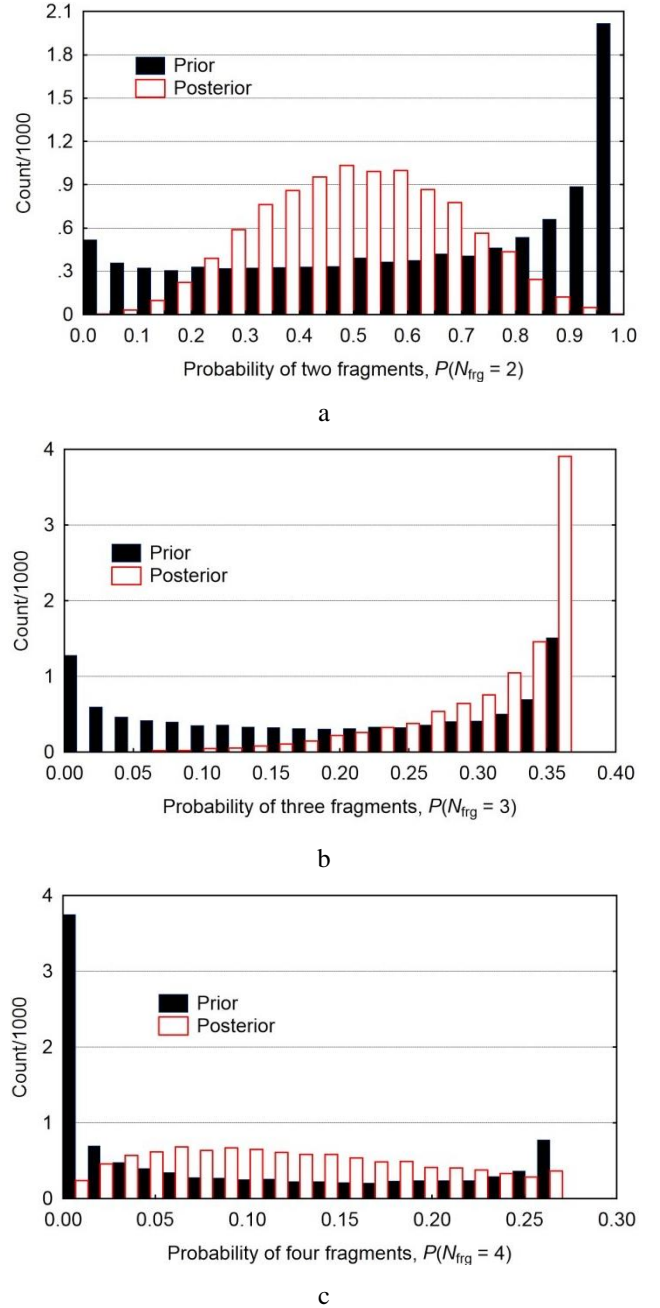 2.1
1.8
1.5
1.2
.9
.6
.3
0
Count/1000
Prior
Posterior
0.0 0.1 0.2 0.3 0.4 0.5 0.6 0.7 0.8 0.9 1.0
Probability of two fragments, P(N_frg = 2)
a
4
3
2
1
0
Count/1000
Prior
Posterior
0.00 0.05 0.10 0.15 0.20 0.25 0.30 0.35 0.40
Probability of three fragments, P(N_frg = 3)
b
4
3
2
1
0
Count/1000
Prior
Posterior
0.00 0.05 0.10 0.15 0.20 0.25 0.30
Probability of four fragments, P(N_frg = 4)
c